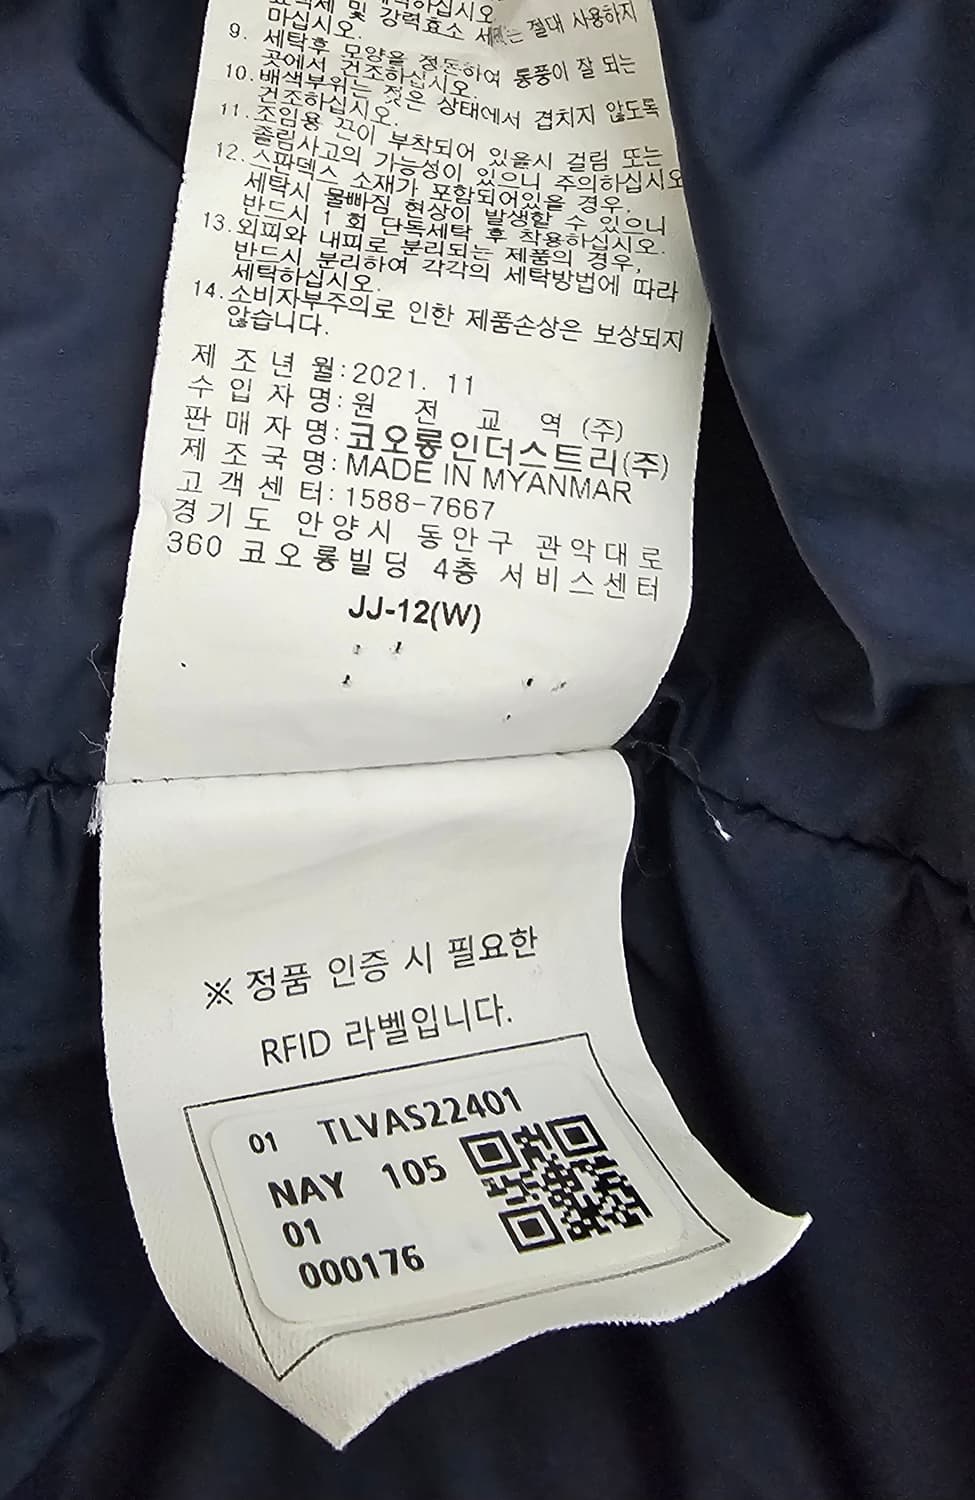 및 강력효소 세 는 절대 사용하지
마십시오.
9. 세탁후 모양을 정돈하여 통풍이 잘 되는
곳에서 건조하십시오.
10. 배색부위는 젖은 상태에서 겹치지 않도록
건조하십시오.
11. 조임용 끈이 부착되어 있을시 걸림 또는
졸림사고의 가능성이 있으니 주의하십시오
12. 스판덱스 소재가 포함되어있을 경우,
세탁시 물빠짐 현상이 발생할 수 있으니
반드시 1 회 단독세탁 후 착용하십시오.
13. 외피와 내피로 분리되는 제품의 경우,
반드시 분리하여 각각의 세탁방법에 따라
세탁하십시오.
14. 소비자부주의로 인한 제품손상은 보상되지
않습니다.
제 조 년 월:2021. 11
수 입 자 명:원 전 교 역 (주)
판 매 자 명:코오롱인더스트리(주)
제 조 국 명:MADE IN MYANMAR
고 객 센 터:1588-7667
경기도 안양시 동안구 관악대로
360 코오롱빌딩 4층 서비스센터
JJ-12(W)
※ 정품 인증 시 필요한
RFID 라벨입니다.
01 TLVAS22401
NAY 105
01
000176